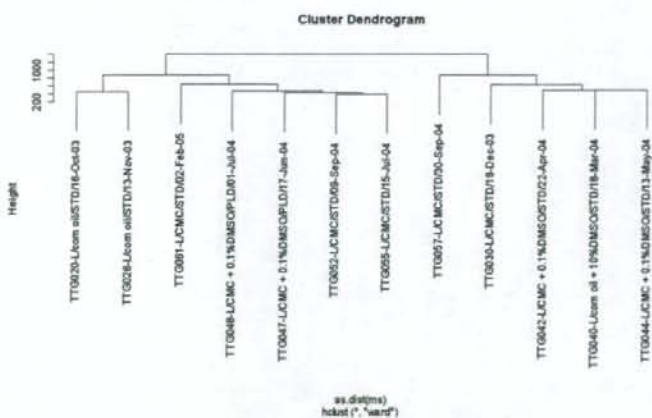 Cluster Dendrogram
Height
1000
200
TTG020-L/corn oil/STD/16-Oct-03
TTG026-L/corn oil/STD/13-Nov-03
TTG061-L/CMC/STD/02-Feb-05
TTG048-L/CMC + 0.1%DMSO/PLD/01-Jul-04
TTG047-L/CMC + 0.1%DMSO/PLD/17-Jun-04
TTG052-L/CMC/STD/09-Sep-04
TTG055-L/CMC/STD/15-Jul-04
TTG057-L/CMC/STD/30-Sep-04
TTG030-L/CMC/STD/19-Dec-03
TTG042-L/CMC + 0.1%DMSO/STD/22-Apr-04
TTG040-L/corn oil + 10%DMSO/STD/18-Mar-04
TTG044-L/CMC + 0.1%DMSO/STD/13-May-04
as.dist(ms)
hclust (*, "ward")